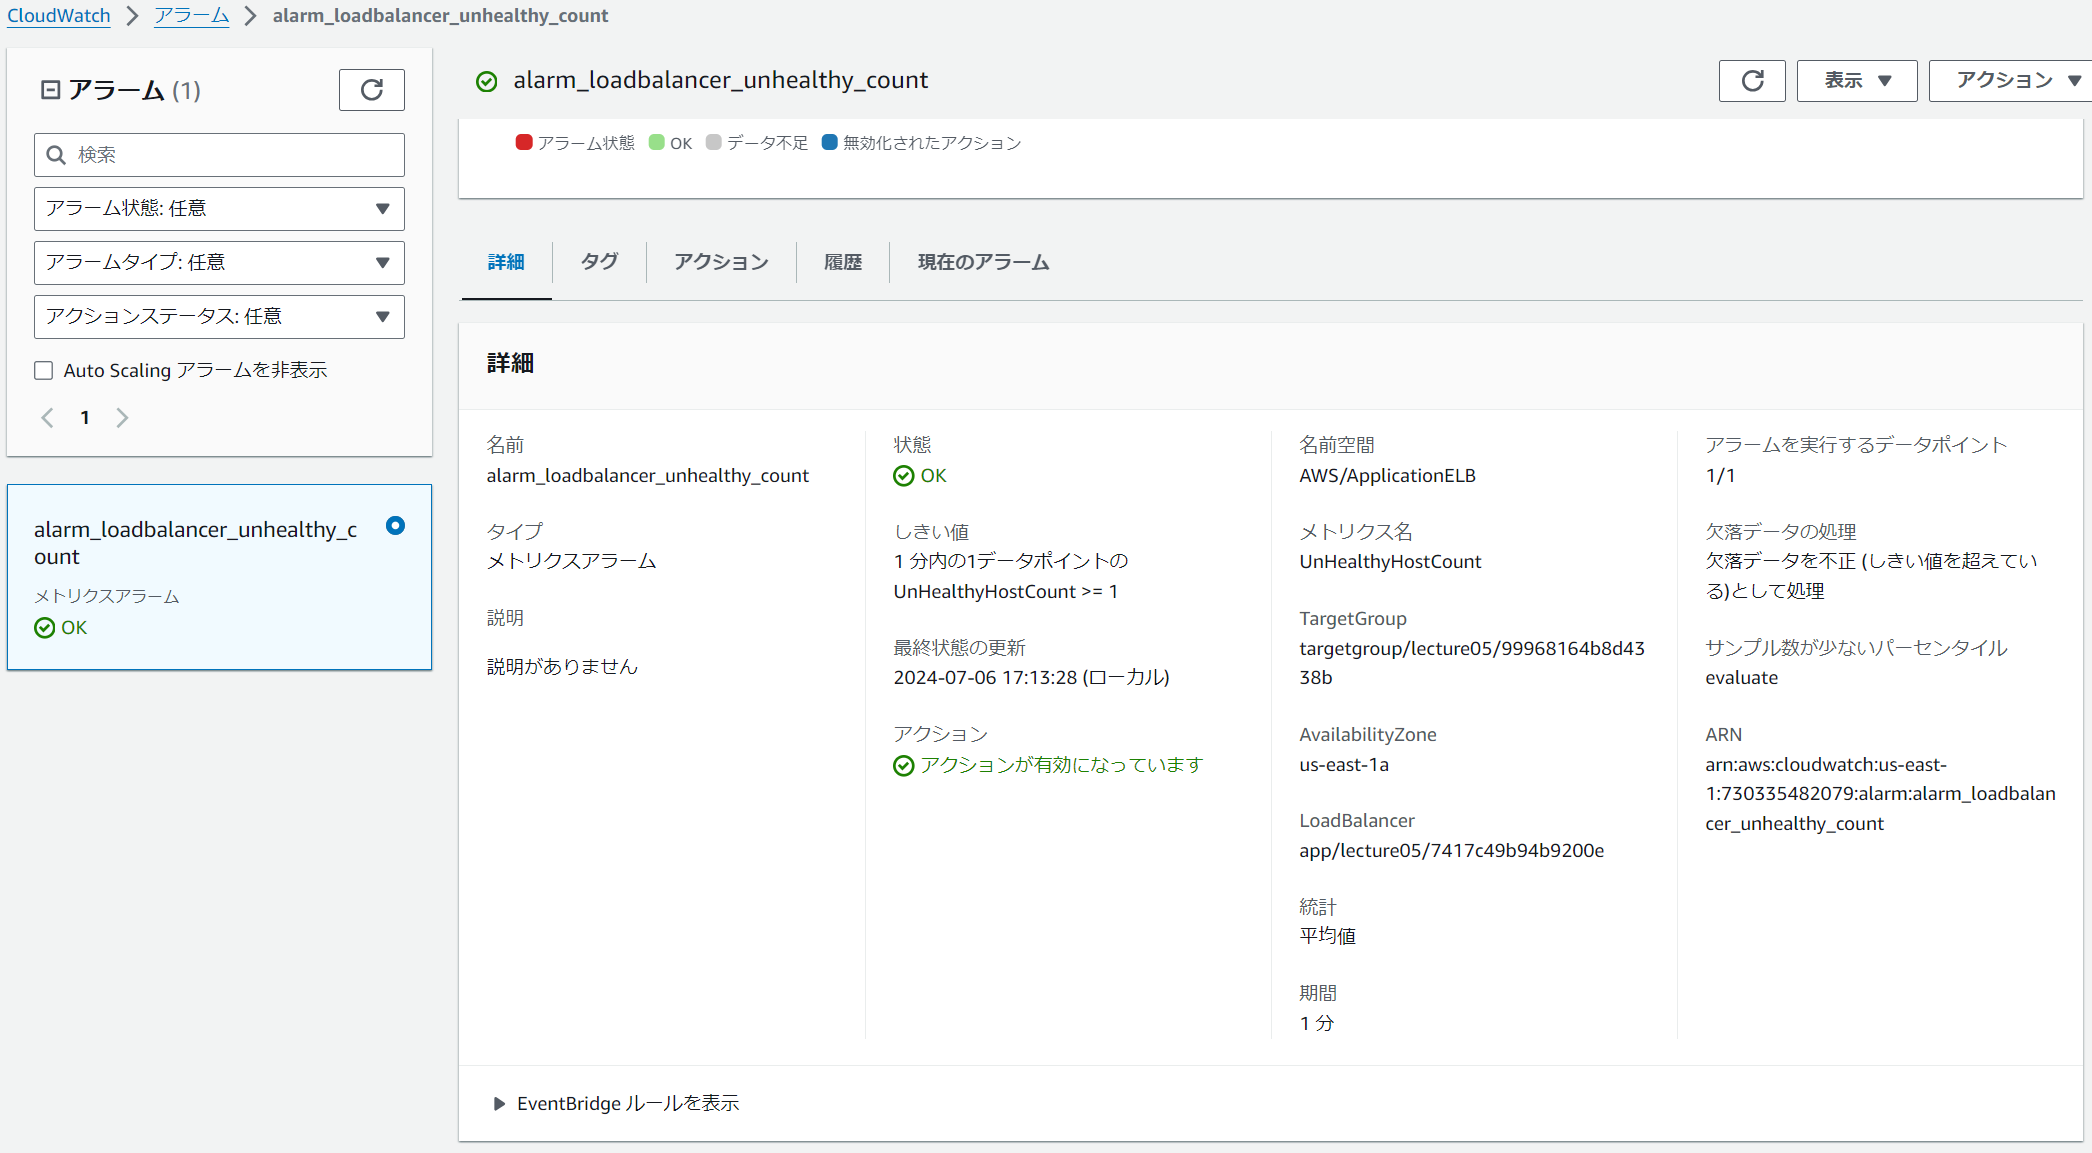 CloudWatch > アラーム > alarm_loadbalancer_unhealthy_count
アラーム (1)
検索
アラーム状態: 任意
アラームタイプ: 任意
アクションステータス: 任意
Auto Scaling アラームを非表示
1
alarm_loadbalancer_unhealthy_c
ount
メトリクスアラーム
OK
alarm_loadbalancer_unhealthy_count
表示
アクション
アラーム状態 OK データ不足 無効化されたアクション
詳細 タグ アクション 履歴 現在のアラーム
詳細
名前
alarm_loadbalancer_unhealthy_count
タイプ
メトリクスアラーム
説明
説明がありません
状態
OK
しきい値
1 分内の1データポイントの
UnHealthyHostCount >= 1
最終状態の更新
2024-07-06 17:13:28 (ローカル)
アクション
アクションが有効になっています
名前空間
AWS/ApplicationELB
メトリクス名
UnHealthyHostCount
TargetGroup
targetgroup/lecture05/99968164b8d43
38b
AvailabilityZone
us-east-1a
LoadBalancer
app/lecture05/7417c49b94b9200e
統計
平均値
期間
1 分
アラームを実行するデータポイント
1/1
欠落データの処理
欠落データを不正 (しきい値を超えてい
る)として処理
サンプル数が少ないパーセンタイル
evaluate
ARN
arn:aws:cloudwatch:us-east-
1:730335482079:alarm:alarm_loadbalan
cer_unhealthy_count
EventBridge ルールを表示